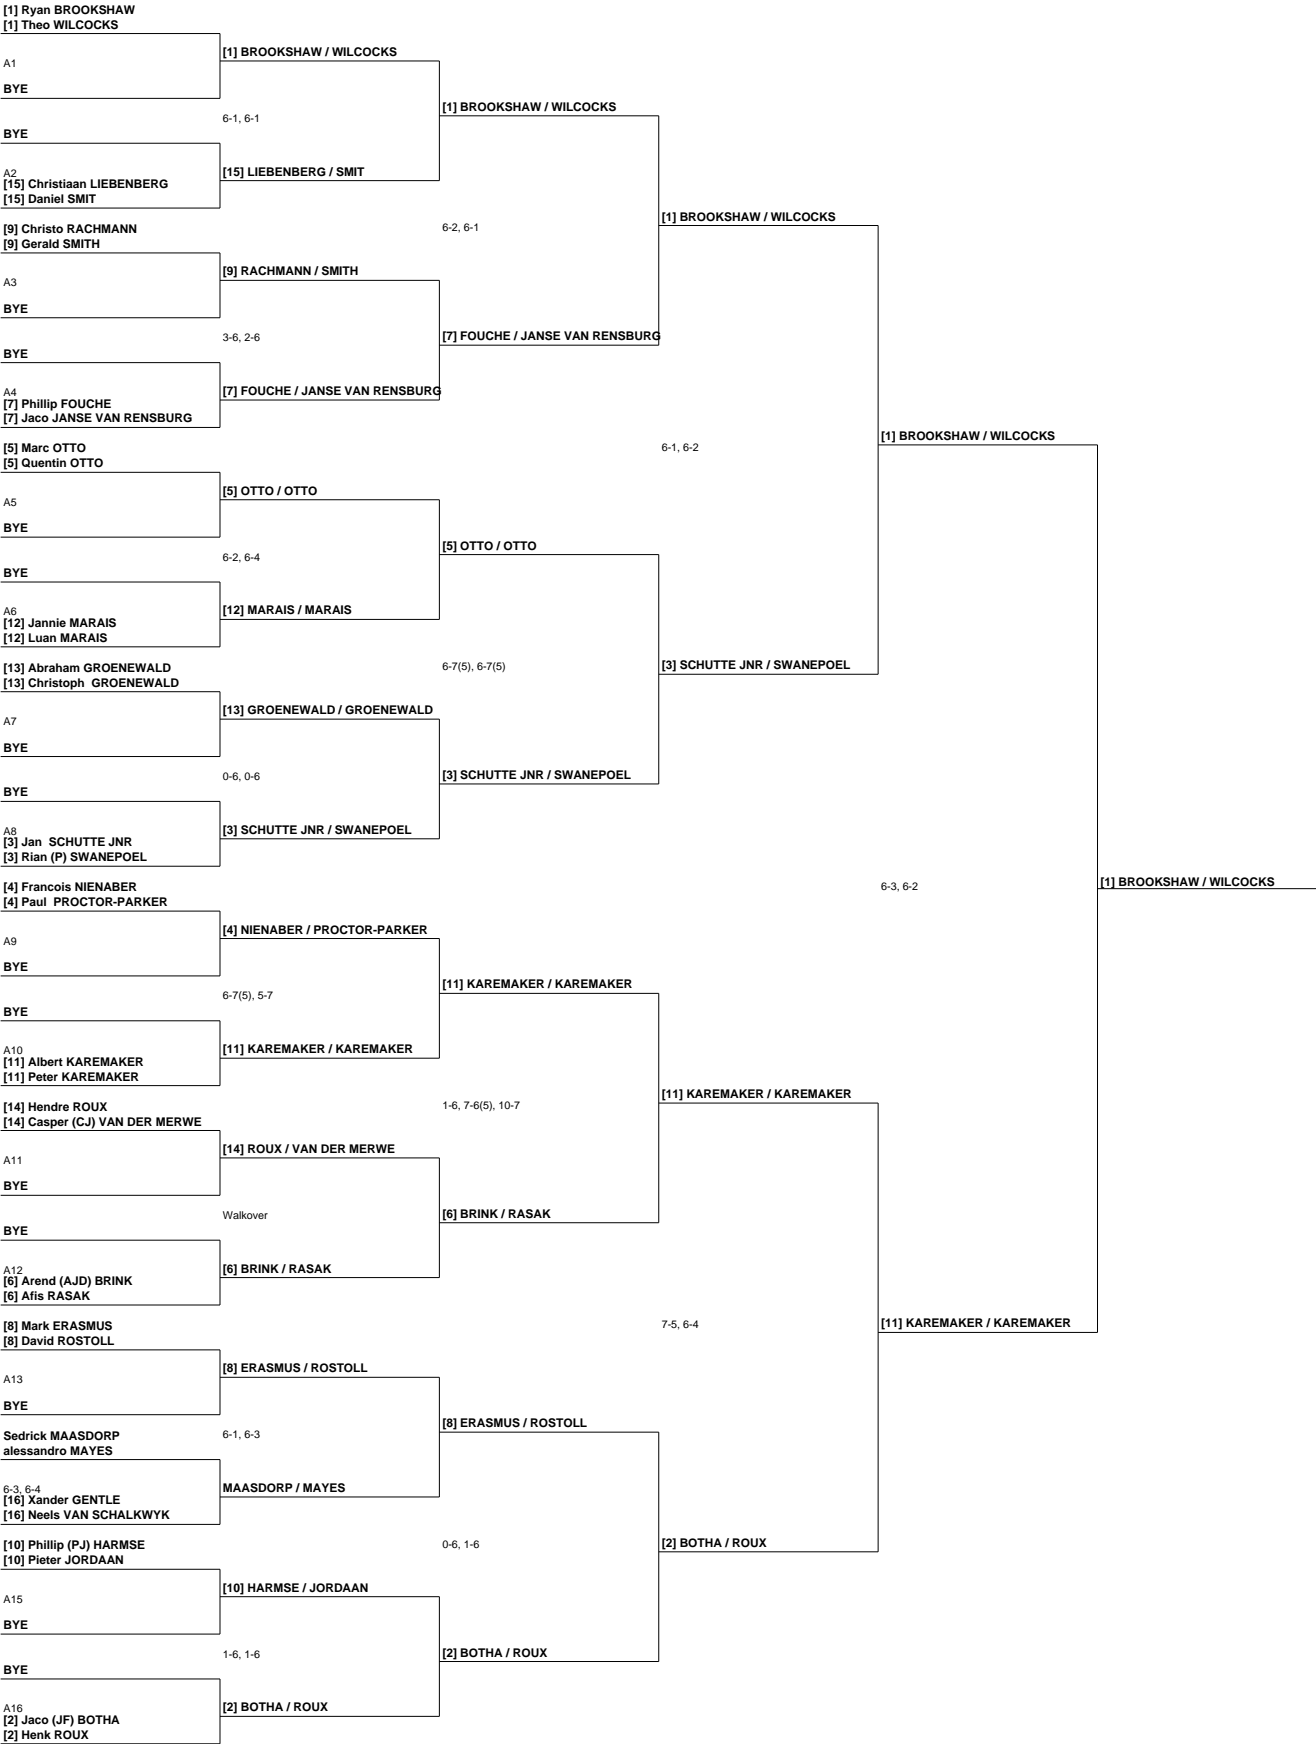 [1] Ryan BROOKSHAW
[1] Theo WILCOCKS
[1] BROOKSHAW / WILCOCKS
A1
BYE
[1] BROOKSHAW / WILCOCKS
6-1, 6-1
BYE
A2
[15] LIEBENBERG / SMIT
[15] Christiaan LIEBENBERG
[15] Daniel SMIT
[1] BROOKSHAW / WILCOCKS
[9] Christo RACHMANN
6-2, 6-1
[9] Gerald SMITH
[9] RACHMANN / SMITH
A3
BYE
3-6, 2-6
[7] FOUCHE / JANSE VAN RENSBURG
BYE
A4
[7] FOUCHE / JANSE VAN RENSBURG
[7] Phillip FOUCHE
[7] Jaco JANSE VAN RENSBURG
[1] BROOKSHAW / WILCOCKS
[5] Marc OTTO
6-1, 6-2
[5] Quentin OTTO
[5] OTTO / OTTO
A5
BYE
[5] OTTO / OTTO
6-2, 6-4
BYE
A6
[12] MARAIS / MARAIS
[12] Jannie MARAIS
[12] Luan MARAIS
[13] Abraham GROENEWALD
6-7(5), 6-7(5)
[3] SCHUTTE JNR / SWANEPOEL
[13] Christoph  GROENEWALD
[13] GROENEWALD / GROENEWALD
A7
BYE
0-6, 0-6
[3] SCHUTTE JNR / SWANEPOEL
BYE
A8
[3] SCHUTTE JNR / SWANEPOEL
[3] Jan  SCHUTTE JNR
[3] Rian (P) SWANEPOEL
[4] Francois NIENABER
6-3, 6-2
[1] BROOKSHAW / WILCOCKS
[4] Paul  PROCTOR-PARKER
[4] NIENABER / PROCTOR-PARKER
A9
BYE
[11] KAREMAKER / KAREMAKER
6-7(5), 5-7
BYE
A10
[11] KAREMAKER / KAREMAKER
[11] Albert KAREMAKER
[11] Peter KAREMAKER
[11] KAREMAKER / KAREMAKER
[14] Hendre ROUX
1-6, 7-6(5), 10-7
[14] Casper (CJ) VAN DER MERWE
[14] ROUX / VAN DER MERWE
A11
BYE
Walkover
[6] BRINK / RASAK
BYE
A12
[6] BRINK / RASAK
[6] Arend (AJD) BRINK
[6] Afis RASAK
[8] Mark ERASMUS
7-5, 6-4
[11] KAREMAKER / KAREMAKER
[8] David ROSTOLL
[8] ERASMUS / ROSTOLL
A13
BYE
[8] ERASMUS / ROSTOLL
Sedrick MAASDORP
6-1, 6-3
alessandro MAYES
6-3, 6-4
MAASDORP / MAYES
[16] Xander GENTLE
[16] Neels VAN SCHALKWYK
[10] Phillip (PJ) HARMSE
0-6, 1-6
[2] BOTHA / ROUX
[10] Pieter JORDAAN
[10] HARMSE / JORDAAN
A15
BYE
1-6, 1-6
[2] BOTHA / ROUX
BYE
A16
[2] BOTHA / ROUX
[2] Jaco (JF) BOTHA
[2] Henk ROUX